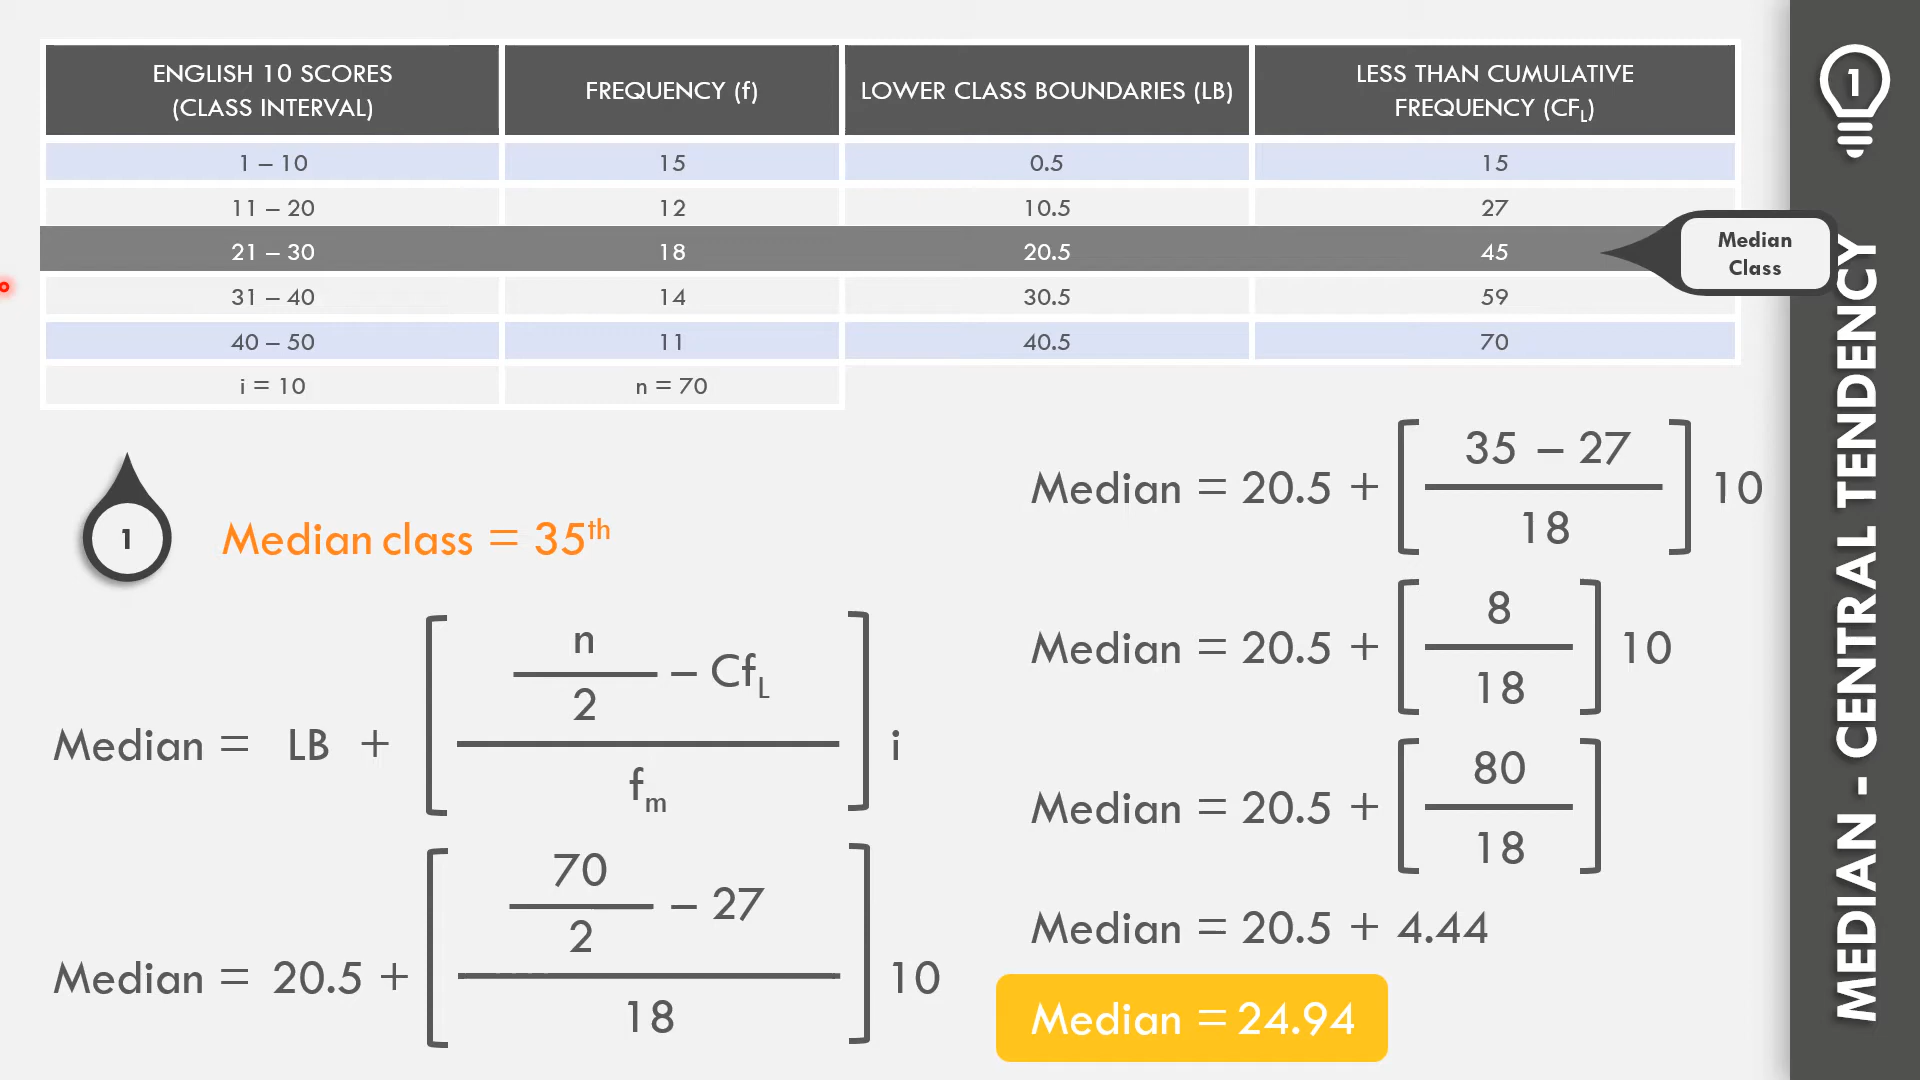 ENGLISH 10 SCORES
(CLASS INTERVAL)
FREQUENCY (f)
LOWER CLASS BOUNDARIES (LB)
LESS THAN CUMULATIVE
FREQUENCY (CFL)
1 – 10 15 0.5 15
11 – 20 12 10.5 27
21 – 30 18 20.5 45
31 – 40 14 30.5 59
40 – 50 11 40.5 70
i = 10 n = 70
Median
Class
1
Median class = 35th
Median = LB + [ n
2 – CfL
fm ] i
Median = 20.5 + [ 70
2 – 27
18 ] 10
Median = 20.5 + [ 35 – 27
18 ] 10
Median = 20.5 + [ 8
18 ] 10
Median = 20.5 + [ 80
18 ]
Median = 20.5 + 4.44
Median = 24.94
1
MEDIAN - CENTRAL TENDENCY